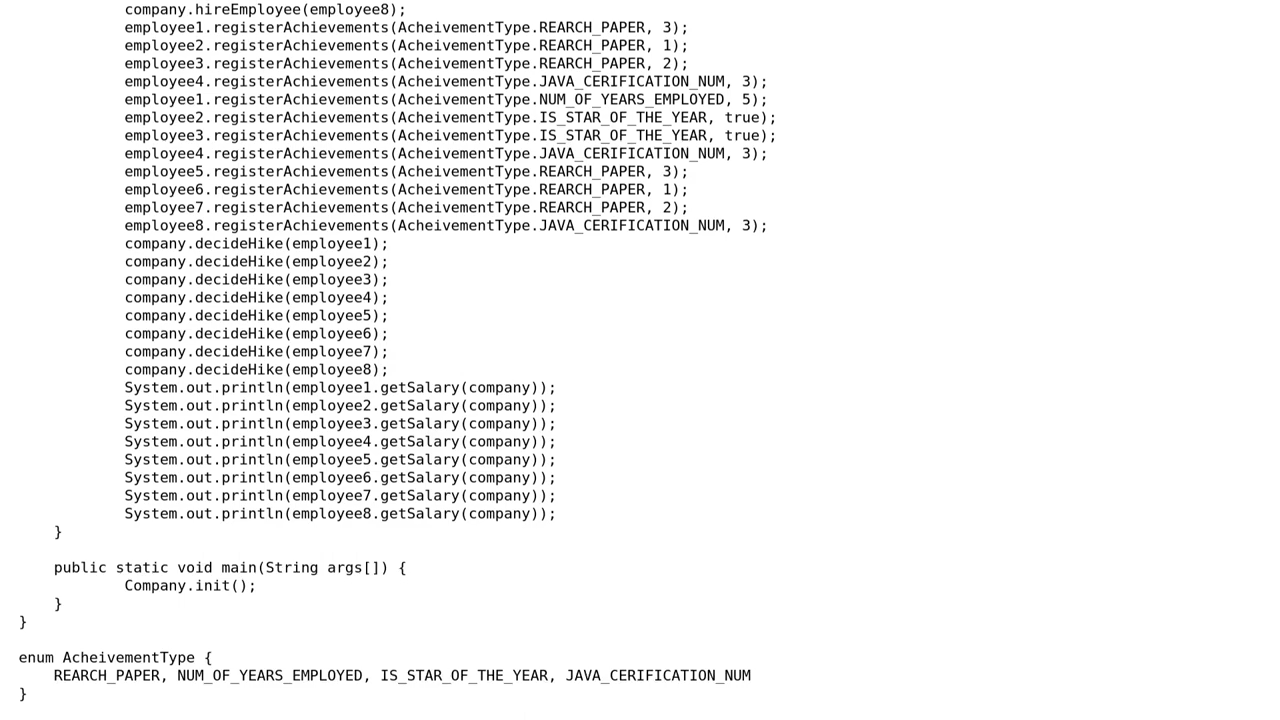 company.hireEmployee(employee8);
employee1.registerAchievements(AcheivementType.REARCH_PAPER, 3);
employee2.registerAchievements(AcheivementType.REARCH_PAPER, 1);
employee3.registerAchievements(AcheivementType.REARCH_PAPER, 2);
employee4.registerAchievements(AcheivementType.JAVA_CERIFICATION_NUM, 3);
employee1.registerAchievements(AcheivementType.NUM_OF_YEARS_EMPLOYED, 5);
employee2.registerAchievements(AcheivementType.IS_STAR_OF_THE_YEAR, true);
employee3.registerAchievements(AcheivementType.IS_STAR_OF_THE_YEAR, true);
employee4.registerAchievements(AcheivementType.JAVA_CERIFICATION_NUM, 3);
employee5.registerAchievements(AcheivementType.REARCH_PAPER, 3);
employee6.registerAchievements(AcheivementType.REARCH_PAPER, 1);
employee7.registerAchievements(AcheivementType.REARCH_PAPER, 2);
employee8.registerAchievements(AcheivementType.JAVA_CERIFICATION_NUM, 3);
company.decideHike(employee1);
company.decideHike(employee2);
company.decideHike(employee3);
company.decideHike(employee4);
company.decideHike(employee5);
company.decideHike(employee6);
company.decideHike(employee7);
company.decideHike(employee8);
System.out.println(employee1.getSalary(company));
System.out.println(employee2.getSalary(company));
System.out.println(employee3.getSalary(company));
System.out.println(employee4.getSalary(company));
System.out.println(employee5.getSalary(company));
System.out.println(employee6.getSalary(company));
System.out.println(employee7.getSalary(company));
System.out.println(employee8.getSalary(company));
}
public static void main(String args[]) {
Company.init();
}
}
enum AcheivementType {
REARCH_PAPER, NUM_OF_YEARS_EMPLOYED, IS_STAR_OF_THE_YEAR, JAVA_CERIFICATION_NUM
}